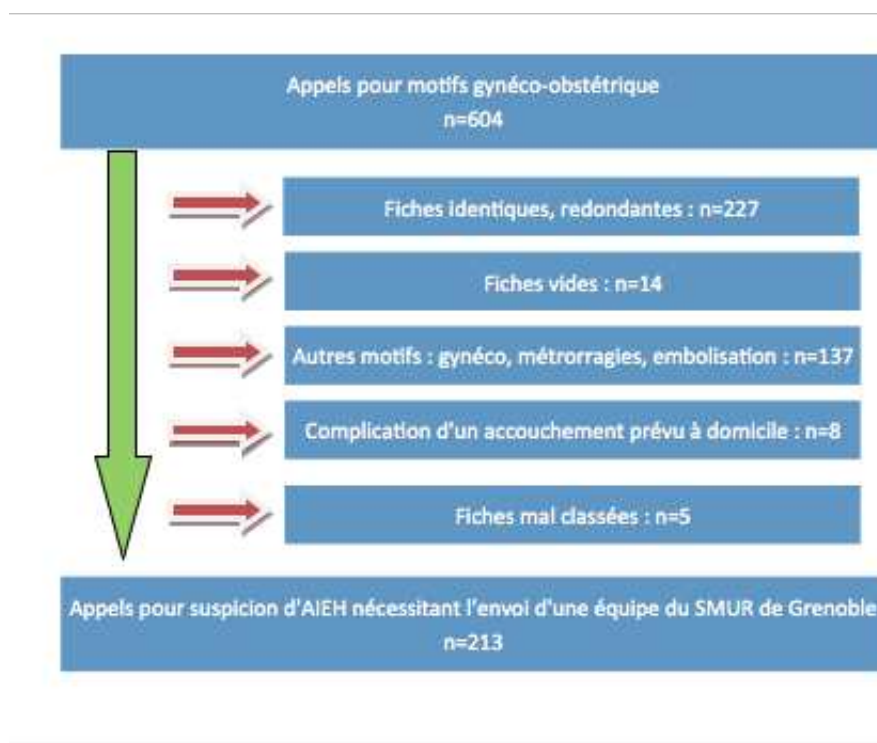 Appels pour motifs gynéco-obstétrique
n=604
Fiches identiques, redondantes : n=227
Fiches vides : n=14
Autres motifs : gynéco, métrorragies, embolisation : n=137
Complication d'un accouchement prévu à domicile : n=8
Fiches mal classées : n=5
Appels pour suspicion d'AIEH nécessitant l'envoi d'une équipe du SMUR de Grenoble
n=213